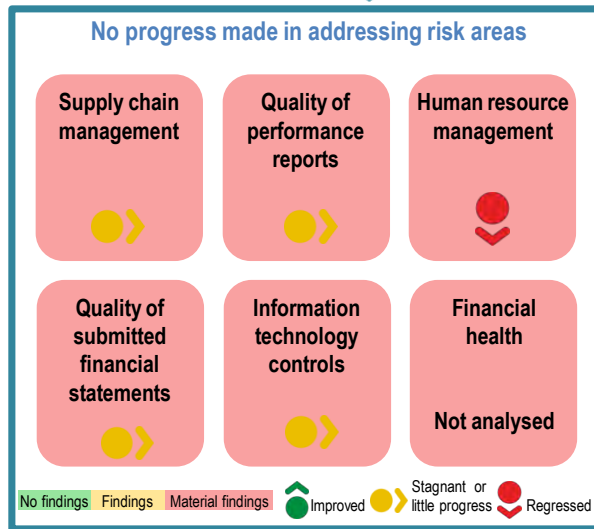 No progress made in addressing risk areas
Supply chain
management
Quality of
performance
reports
Human resource
management
Quality of
submitted
financial
statements
Information
technology
controls
Financial
health
Not analysed
No findings
Findings
Material findings
Improved
Stagnant or
little progress
Regressed